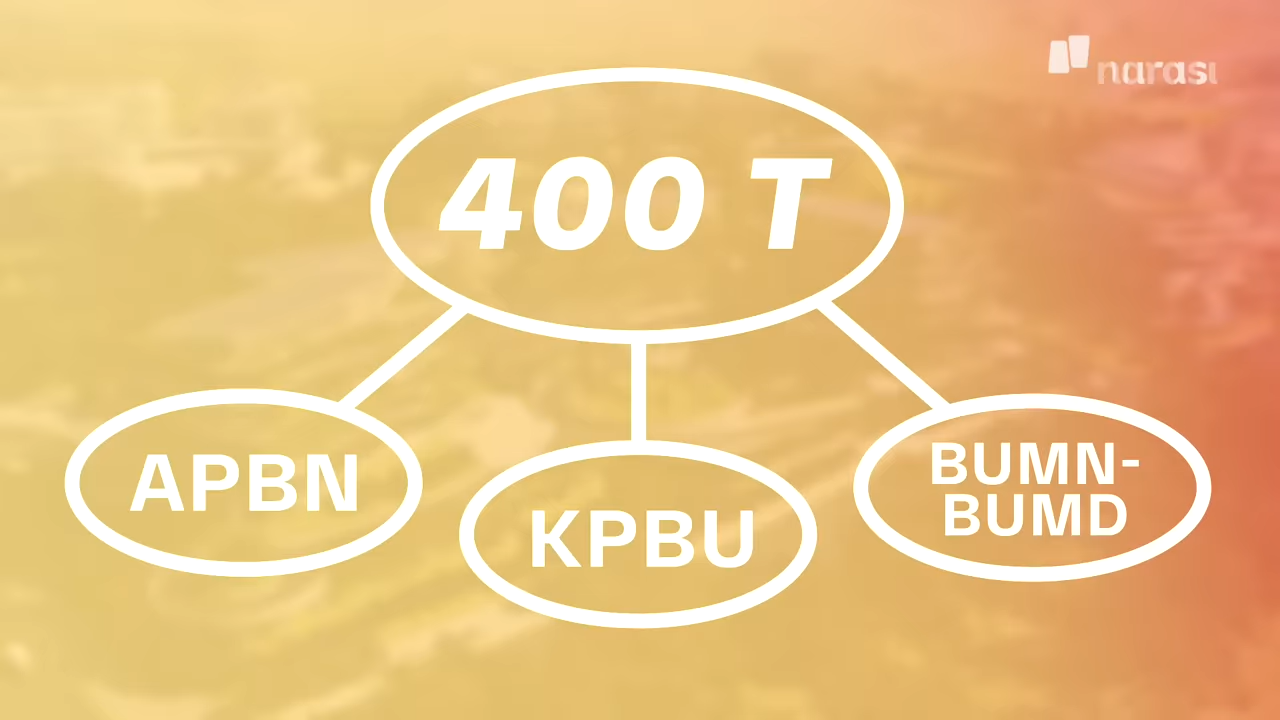 narasi
400 T
APBN
KPBU
BUMN-
BUMD